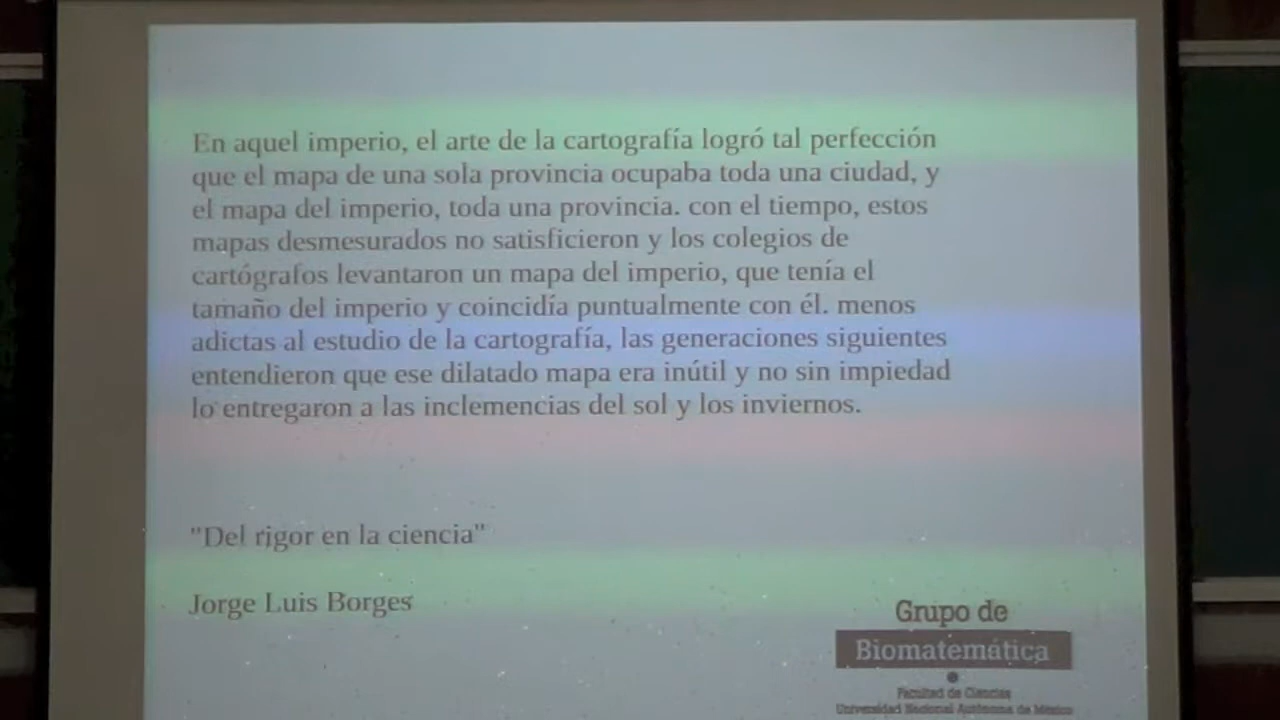 En aquel imperio, el arte de la cartografía logró tal perfección
que el mapa de una sola provincia ocupaba toda una ciudad, y
el mapa del imperio, toda una provincia. con el tiempo, estos
mapas desmesurados no satisficieron y los colegios de
cartógrafos levantaron un mapa del imperio, que tenía el
tamaño del imperio y coincidía puntualmente con él. menos
adictas al estudio de la cartografía, las generaciones siguientes
entendieron que ese dilatado mapa era inútil y no sin impiedad
lo entregaron a las inclemencias del sol y los inviernos.
"Del rigor en la ciencia"
Jorge Luis Borges
Grupo de
Biomatemática
Facultad de Ciencias
Universidad Nacional Autónoma de México